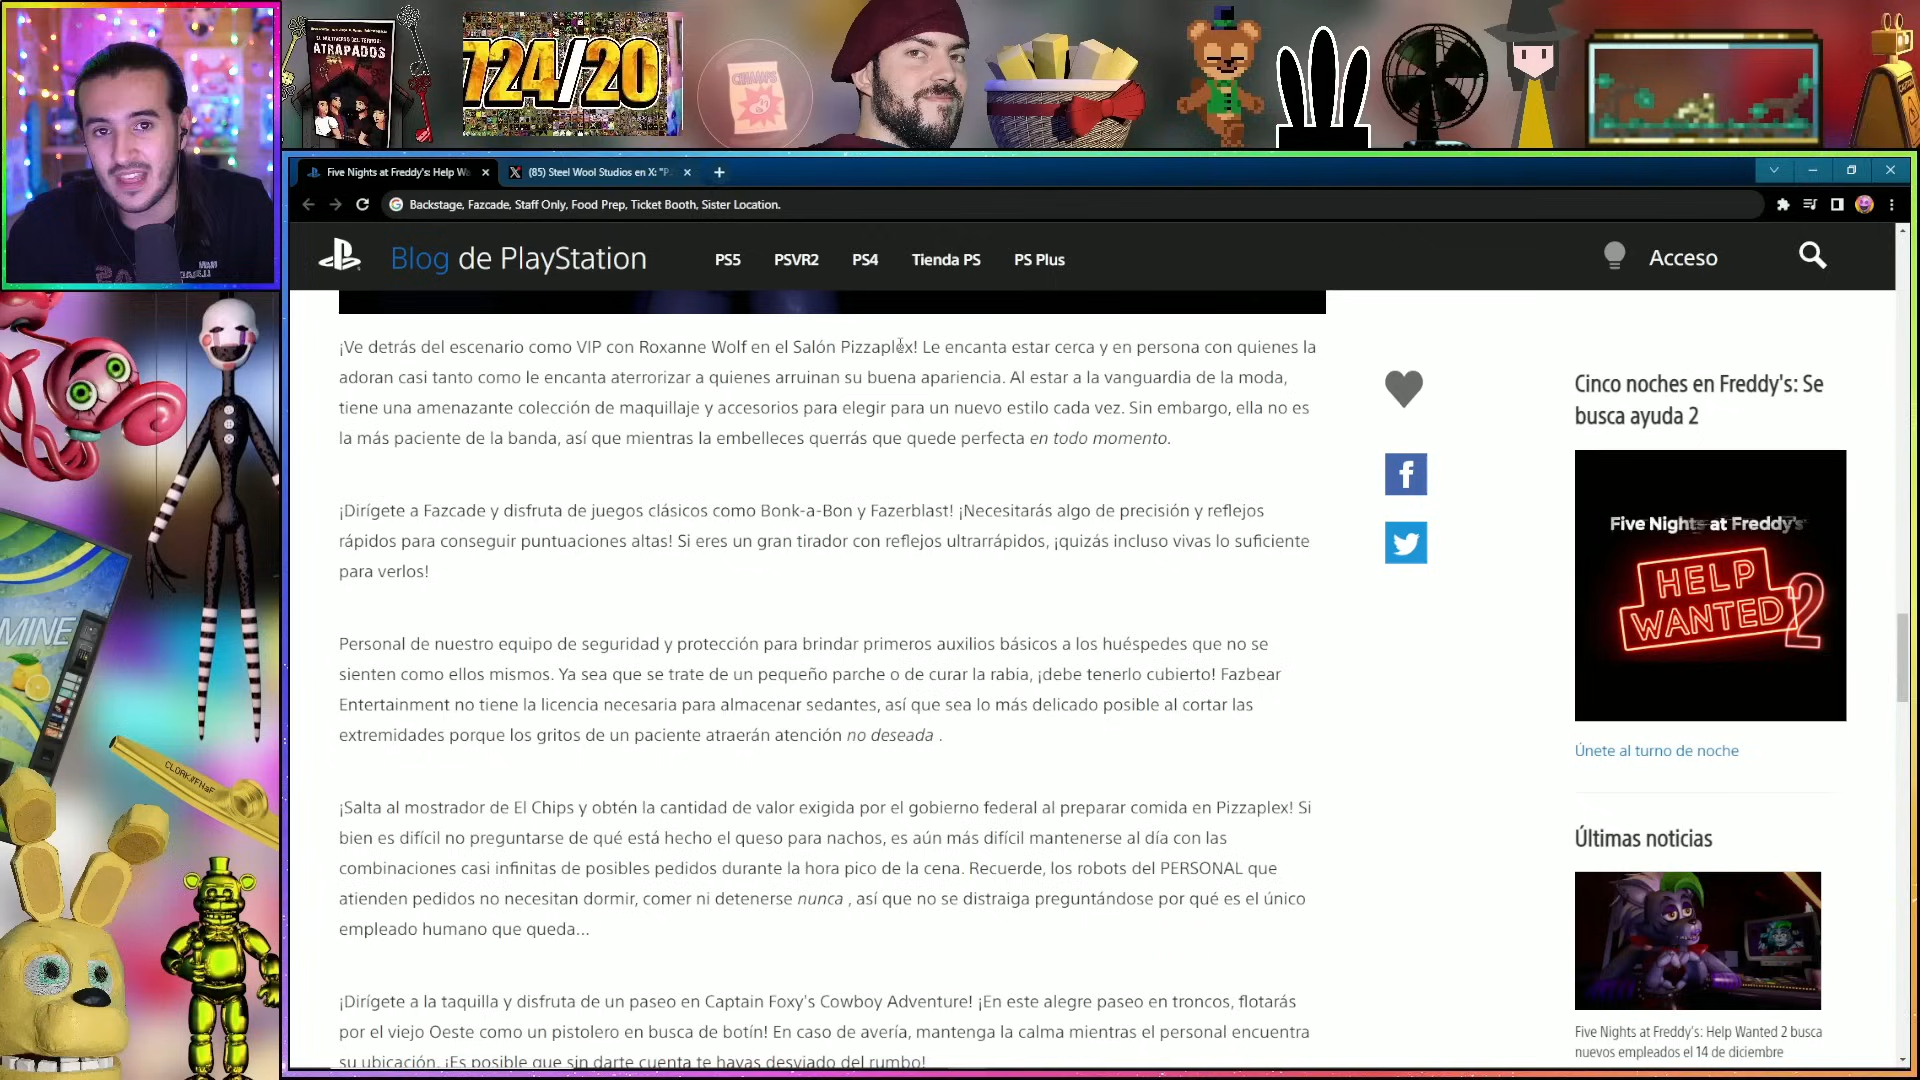 EL MULTIVERSO DEL TERROR:
ATRAPADOS
724/20
Five Nights at Freddy's: Help Wa
(85) Steel Wool Studios en X: "P
Backstage, Fazcade, Staff Only, Food Prep, Ticket Booth, Sister Location.
Blog de PlayStation
PS5
PSVR2
PS4
Tienda PS
PS Plus
Acceso
¡Ve detrás del escenario como VIP con Roxanne Wolf en el Salón Pizzaplex! Le encanta estar cerca y en persona con quienes la
adoran casi tanto como le encanta aterrorizar a quienes arruinan su buena apariencia. Al estar a la vanguardia de la moda,
tiene una amenazante colección de maquillaje y accesorios para elegir para un nuevo estilo cada vez. Sin embargo, ella no es
la más paciente de la banda, así que mientras la embelleces querrás que quede perfecta en todo momento.
¡Dirígete a Fazcade y disfruta de juegos clásicos como Bonk-a-Bon y Fazerblast! ¡Necesitarás algo de precisión y reflejos
rápidos para conseguir puntuaciones altas! Si eres un gran tirador con reflejos ultrarrápidos, ¡quizás incluso vivas lo suficiente
para verlos!
Personal de nuestro equipo de seguridad y protección para brindar primeros auxilios básicos a los huéspedes que no se
sienten como ellos mismos. Ya sea que se trate de un pequeño parche o de curar la rabia, ¡debe tenerlo cubierto! Fazbear
Entertainment no tiene la licencia necesaria para almacenar sedantes, así que sea lo más delicado posible al cortar las
extremidades porque los gritos de un paciente atraerán atención no deseada .
¡Salta al mostrador de El Chips y obtén la cantidad de valor exigida por el gobierno federal al preparar comida en Pizzaplex! Si
bien es difícil no preguntarse de qué está hecho el queso para nachos, es aún más difícil mantenerse al día con las
combinaciones casi infinitas de posibles pedidos durante la hora pico de la cena. Recuerde, los robots del PERSONAL que
atienden pedidos no necesitan dormir, comer ni detenerse nunca , así que no se distraiga preguntándose por qué es el único
empleado humano que queda...
¡Dirígete a la taquilla y disfruta de un paseo en Captain Foxy's Cowboy Adventure! ¡En este alegre paseo en troncos, flotarás
por el viejo Oeste como un pistolero en busca de botín! En caso de avería, mantenga la calma mientras el personal encuentra
su ubicación. ¡Es posible que sin darte cuenta te hayas desviado del rumbo!
Cinco noches en Freddy's: Se
busca ayuda 2
Five Nights at Freddy's
HELP
WANTED
2
Únete al turno de noche
Últimas noticias
Five Nights at Freddy's: Help Wanted 2 busca
nuevos empleados el 14 de diciembre
MINE
CLORK#FNaF